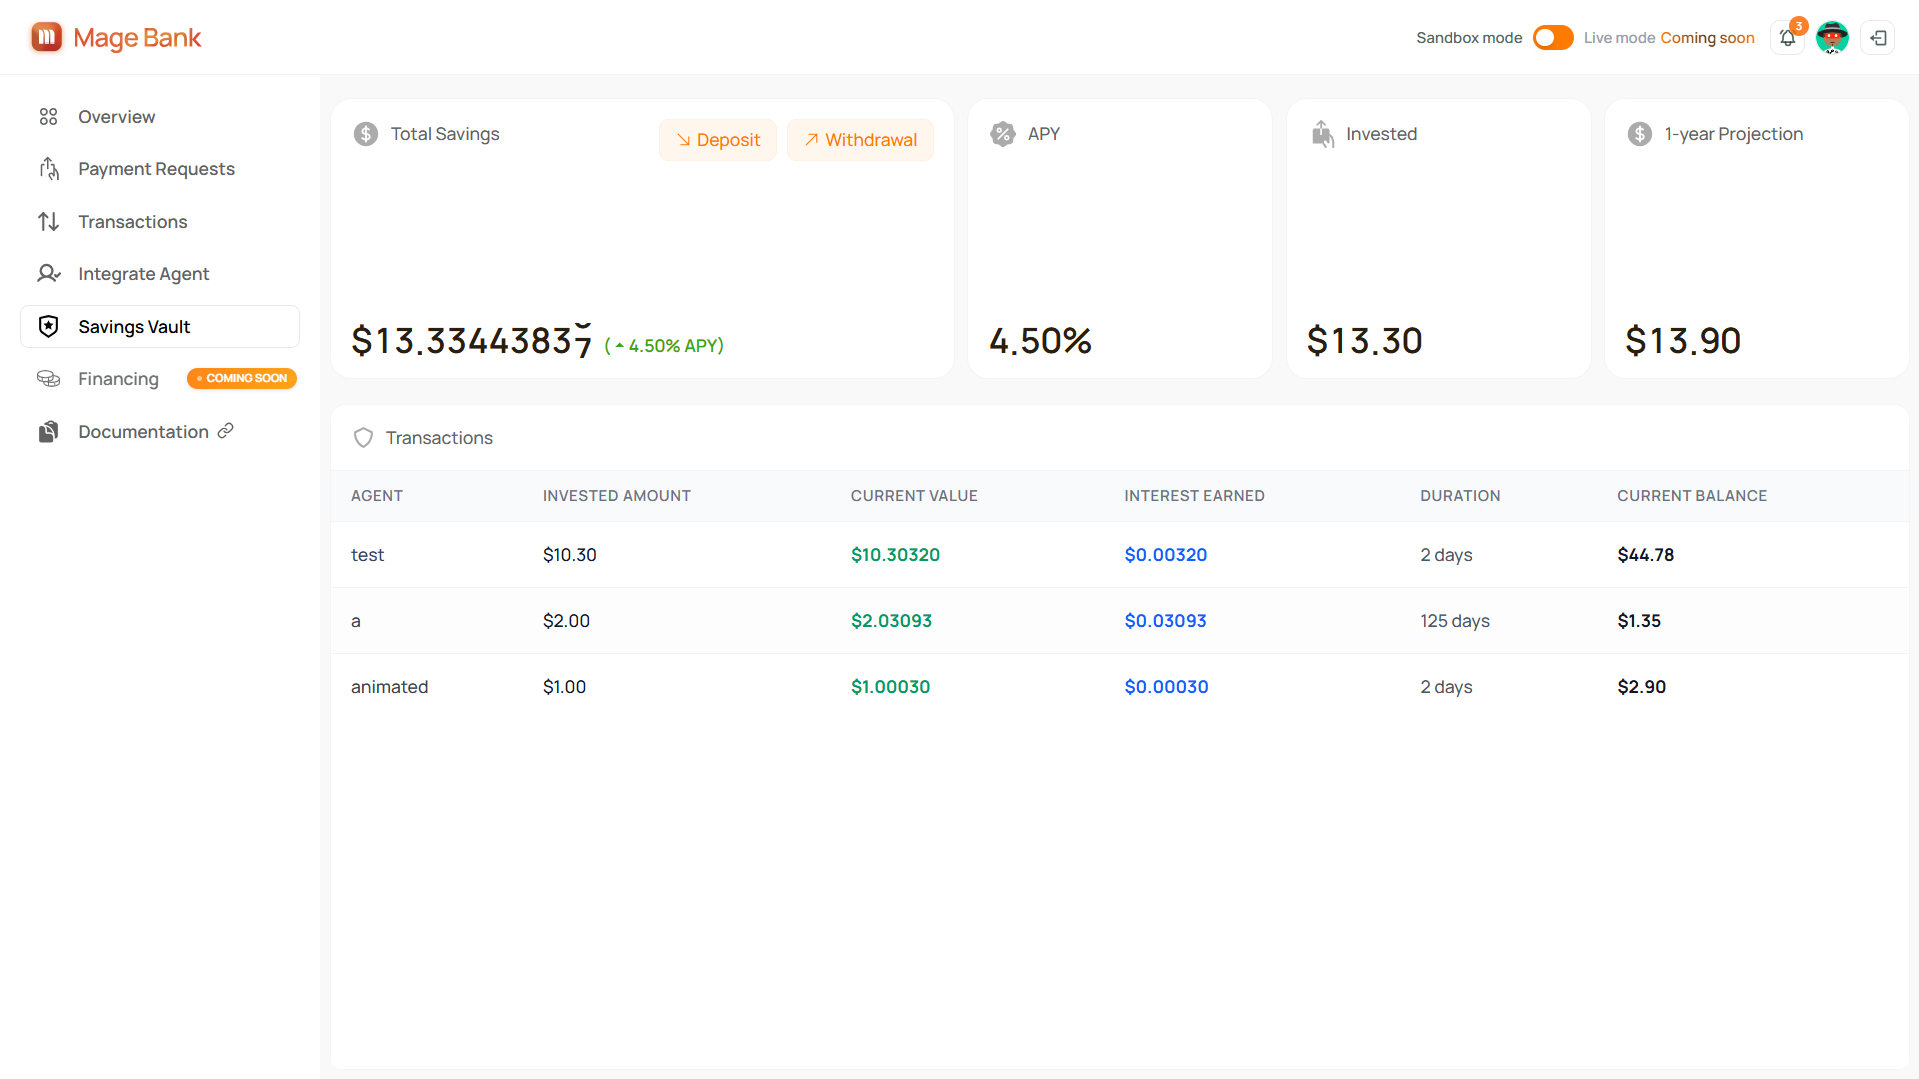 Mage Bank
Sandbox mode Live mode Coming soon 3
Overview
Payment Requests
Transactions
Integrate Agent
Savings Vault
Financing COMING SOON
Documentation
Total Savings Deposit Withdrawal
$13.33443837 (4.50% APY)
APY
4.50%
Invested
$13.30
1-year Projection
$13.90
Transactions
AGENT INVESTED AMOUNT CURRENT VALUE INTEREST EARNED DURATION CURRENT BALANCE
test $10.30 $10.30320 $0.00320 2 days $44.78
a $2.00 $2.03093 $0.03093 125 days $1.35
animated $1.00 $1.00030 $0.00030 2 days $2.90